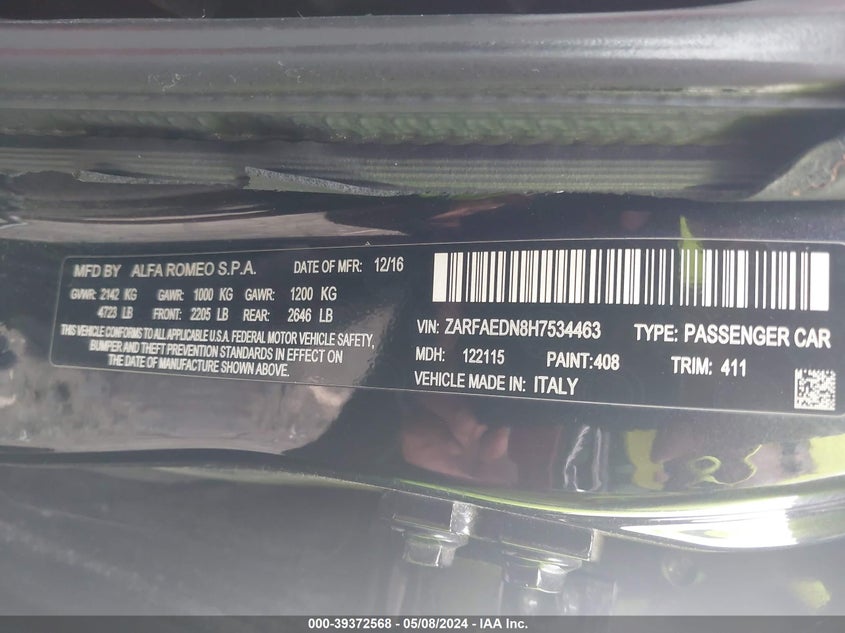 MFD BY ALFA ROMEO S.P.A. DATE OF MFR: 12/16
GVWR: 2142 KG GAWR: 1000 KG GAWR: 1200 KG
4723 LB FRONT: 2205 LB REAR: 2646 LB
THIS VEHICLE CONFORMS TO ALL APPLICABLE U.S.A. FEDERAL MOTOR VEHICLE SAFETY,
BUMPER AND THEFT PREVENTION STANDARDS IN EFFECT ON
THE DATE OF MANUFACTURE SHOWN ABOVE.
VIN: ZARFAEDN8H7534463 TYPE: PASSENGER CAR
MDH: 122115 PAINT:408 TRIM: 411
VEHICLE MADE IN: ITALY
000-39372568 - 05/08/2024 - IAA Inc.